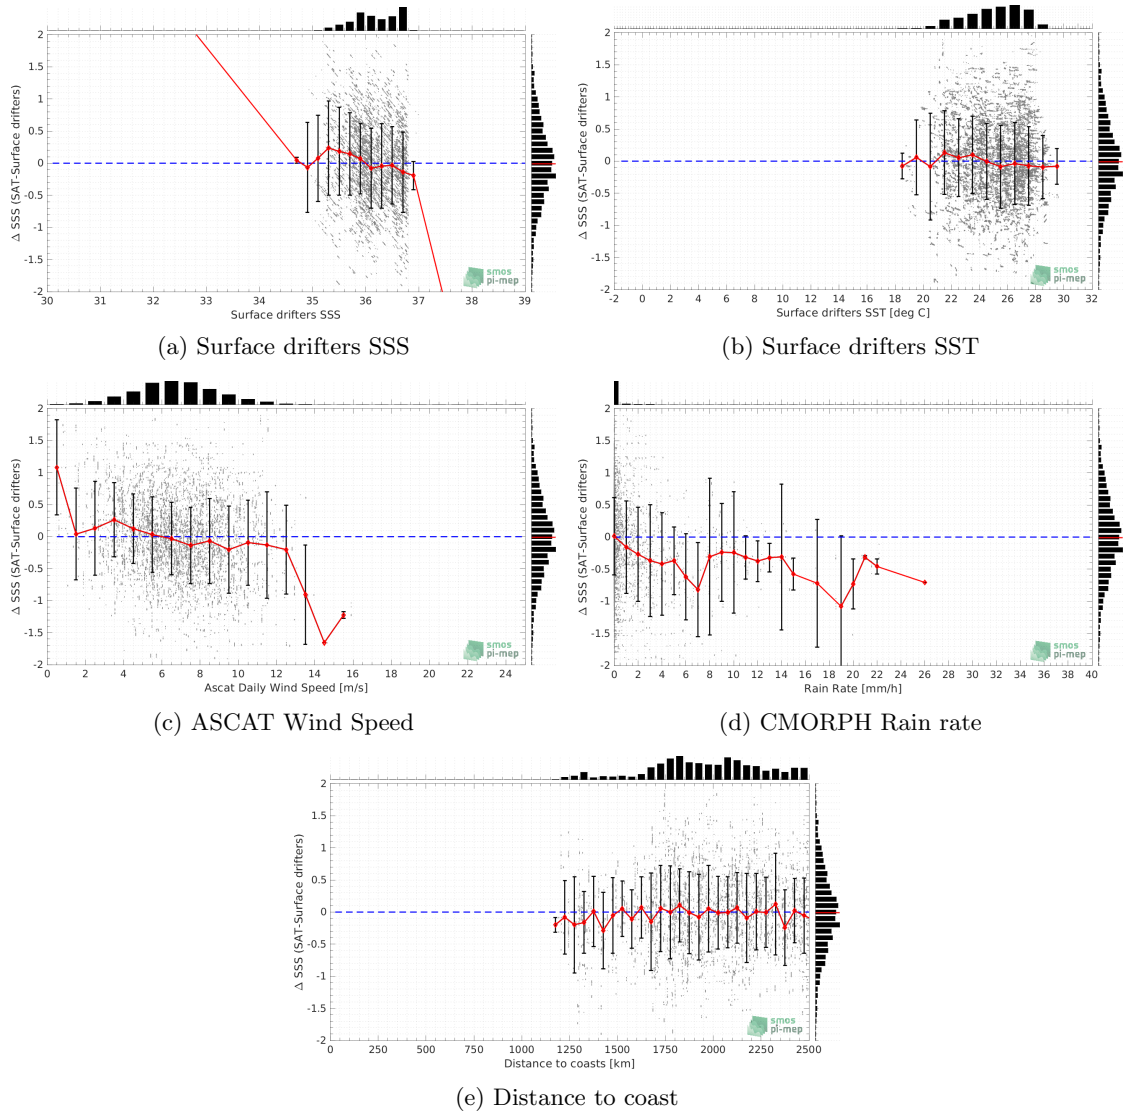 2
1.5
1
0.5
0
-0.5
-1
-1.5
-2
Δ SSS (SAT-Surface drifters)
30 31 32 33 34 35 36 37 38 39
Surface drifters SSS
smos
pi-mep
(a) Surface drifters SSS
2
1.5
1
0.5
0
-0.5
-1
-1.5
-2
Δ SSS (SAT-Surface drifters)
-2 0 2 4 6 8 10 12 14 16 18 20 22 24 26 28 30 32
Surface drifters SST [deg C]
smos
pi-mep
(b) Surface drifters SST
2
1.5
1
0.5
0
-0.5
-1
-1.5
-2
Δ SSS (SAT-Surface drifters)
0 2 4 6 8 10 12 14 16 18 20 22 24
Ascat Daily Wind Speed [m/s]
smos
pi-mep
(c) ASCAT Wind Speed
2
1.5
1
0.5
0
-0.5
-1
-1.5
-2
Δ SSS (SAT-Surface drifters)
0 2 4 6 8 10 12 14 16 18 20 22 24 26 28 30 32 34 36 38 40
Rain Rate [mm/h]
smos
pi-mep
(d) CMORPH Rain rate
2
1.5
1
0.5
0
-0.5
-1
-1.5
-2
Δ SSS (SAT-Surface drifters)
0 250 500 750 1000 1250 1500 1750 2000 2250 2500
Distance to coasts [km]
smos
pi-mep
(e) Distance to coast